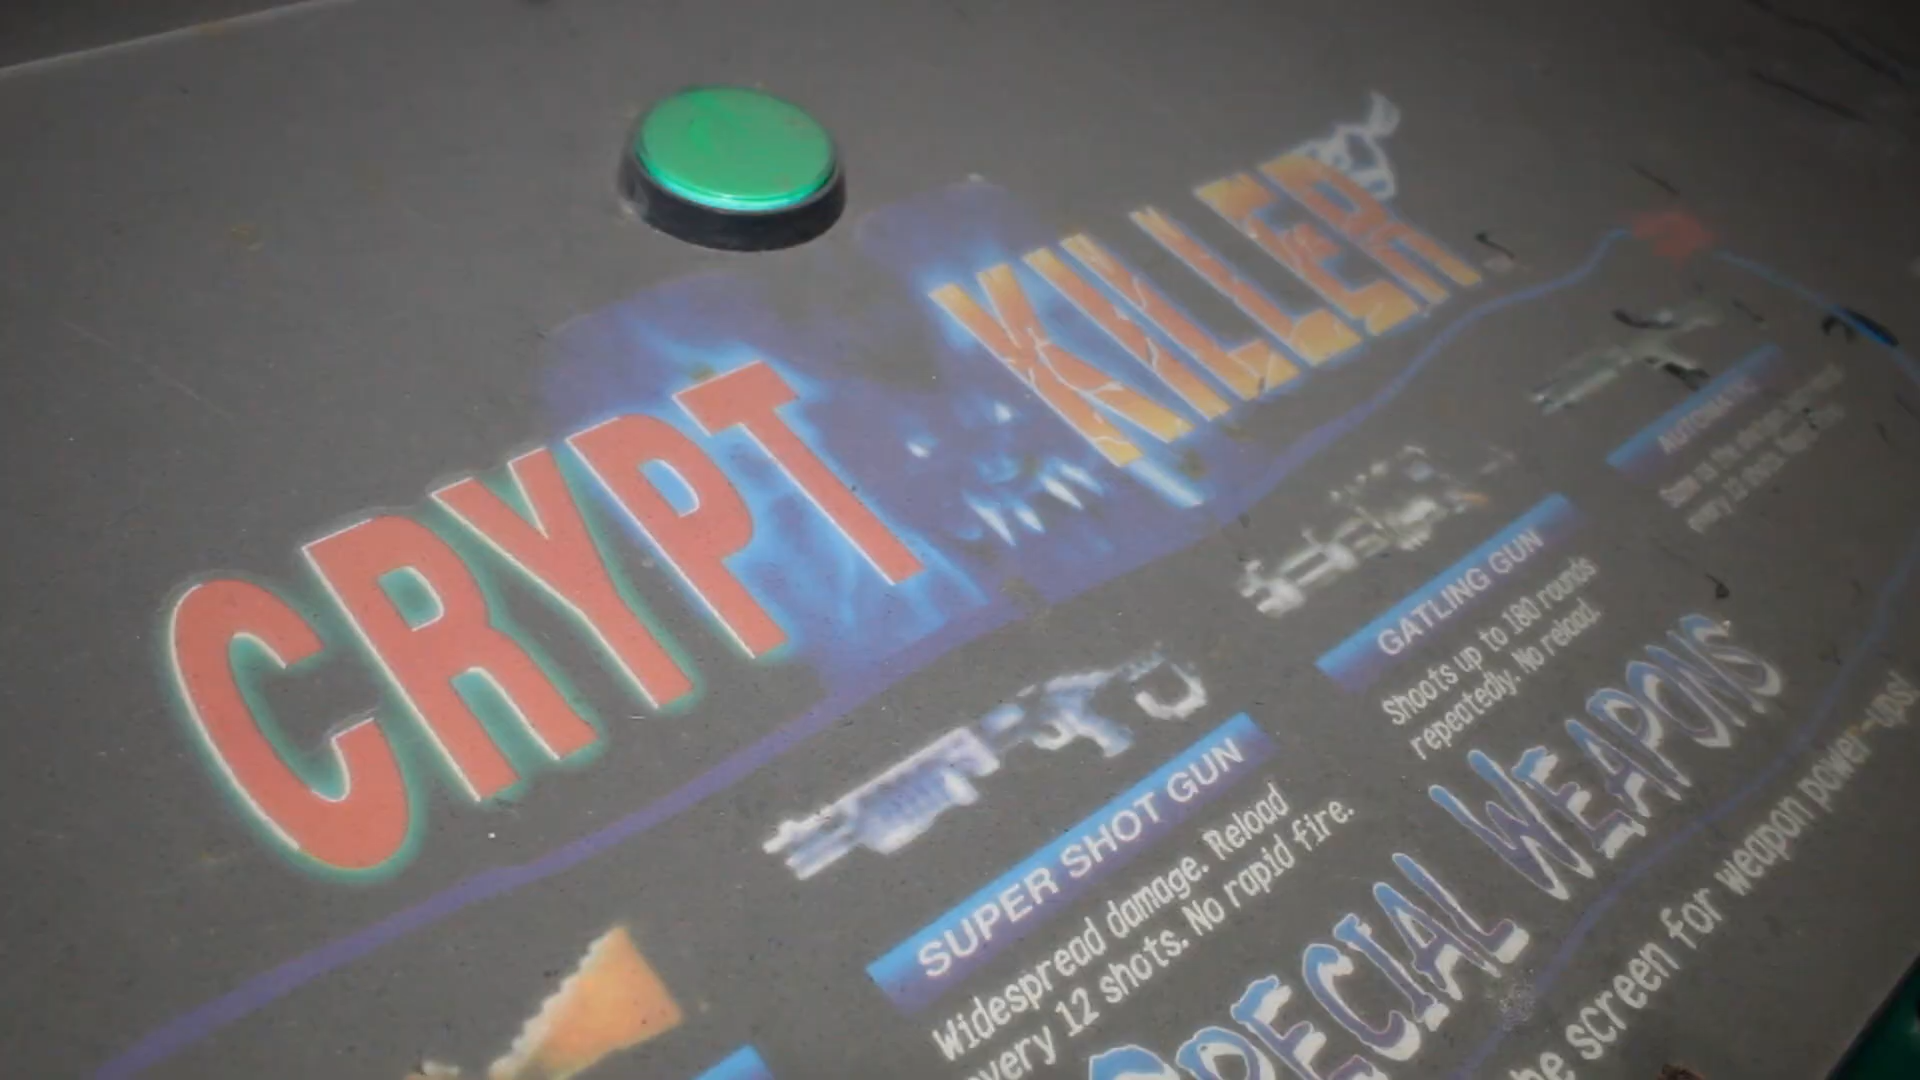 CRYPT KILLER
AUTOMATIC
GATLING GUN
Shoots up to 180 rounds
repeatedly. No reload.
SUPER SHOT GUN
Widespread damage. Reload
every 12 shots. No rapid fire.
SPECIAL WEAPONS
screen for weapon power-ups!